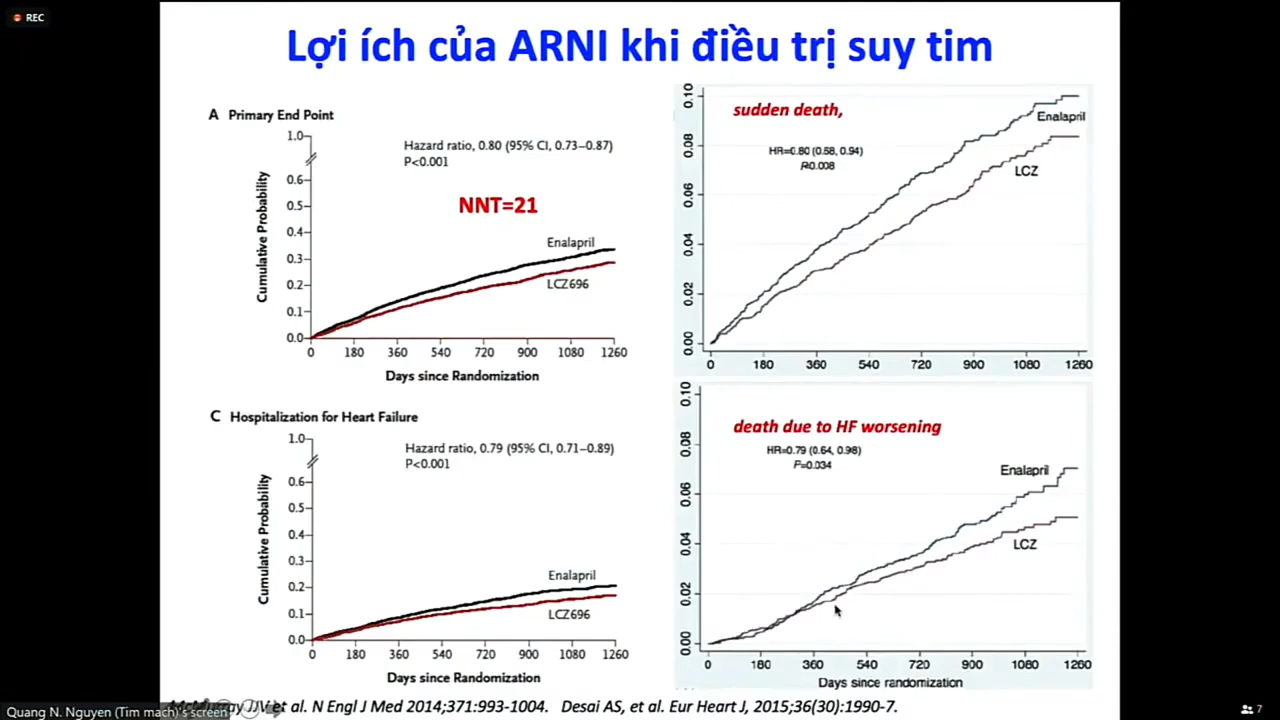 REC
Lợi ích của ARNI khi điều trị suy tim
A Primary End Point
1.0
0.6
0.5
0.4
0.3
0.2
0.1
0.0
Cumulative Probability
Hazard ratio, 0.80 (95% CI, 0.73–0.87)
P<0.001
NNT=21
Enalapril
LCZ696
0 180 360 540 720 900 1080 1260
Days since Randomization
sudden death,
HR=0.80 (0.68, 0.94)
P=0.008
Enalapril
LCZ
0.10
0.08
0.06
0.04
0.02
0.00
0 180 360 540 720 900 1080 1260
C Hospitalization for Heart Failure
1.0
0.6
0.5
0.4
0.3
0.2
0.1
0.0
Cumulative Probability
Hazard ratio, 0.79 (95% CI, 0.71–0.89)
P<0.001
Enalapril
LCZ696
0 180 360 540 720 900 1080 1260
Days since Randomization
death due to HF worsening
HR=0.79 (0.64, 0.98)
P=0.034
Enalapril
LCZ
0.10
0.08
0.06
0.04
0.02
0.00
0 180 360 540 720 900 1080 1260
Days since randomization
JJV et al. N Engl J Med 2014;371:993-1004. Desai AS, et al. Eur Heart J, 2015;36(30):1990-7.
Quang N. Nguyen (Tim mach)'s screen
7